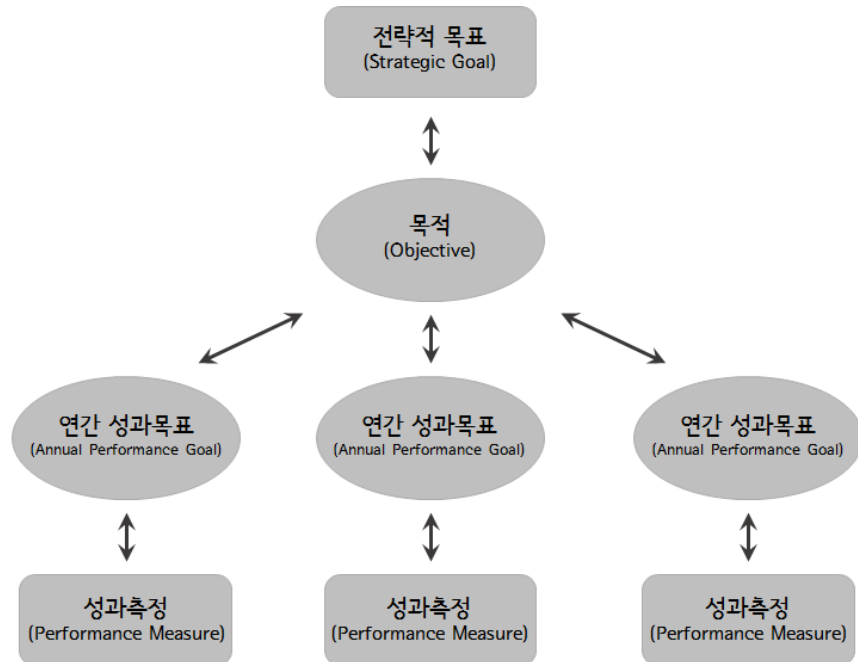 전략적 목표
(Strategic Goal)
목적
(Objective)
연간 성과목표
(Annual Performance Goal)
연간 성과목표
(Annual Performance Goal)
연간 성과목표
(Annual Performance Goal)
성과측정
(Performance Measure)
성과측정
(Performance Measure)
성과측정
(Performance Measure)